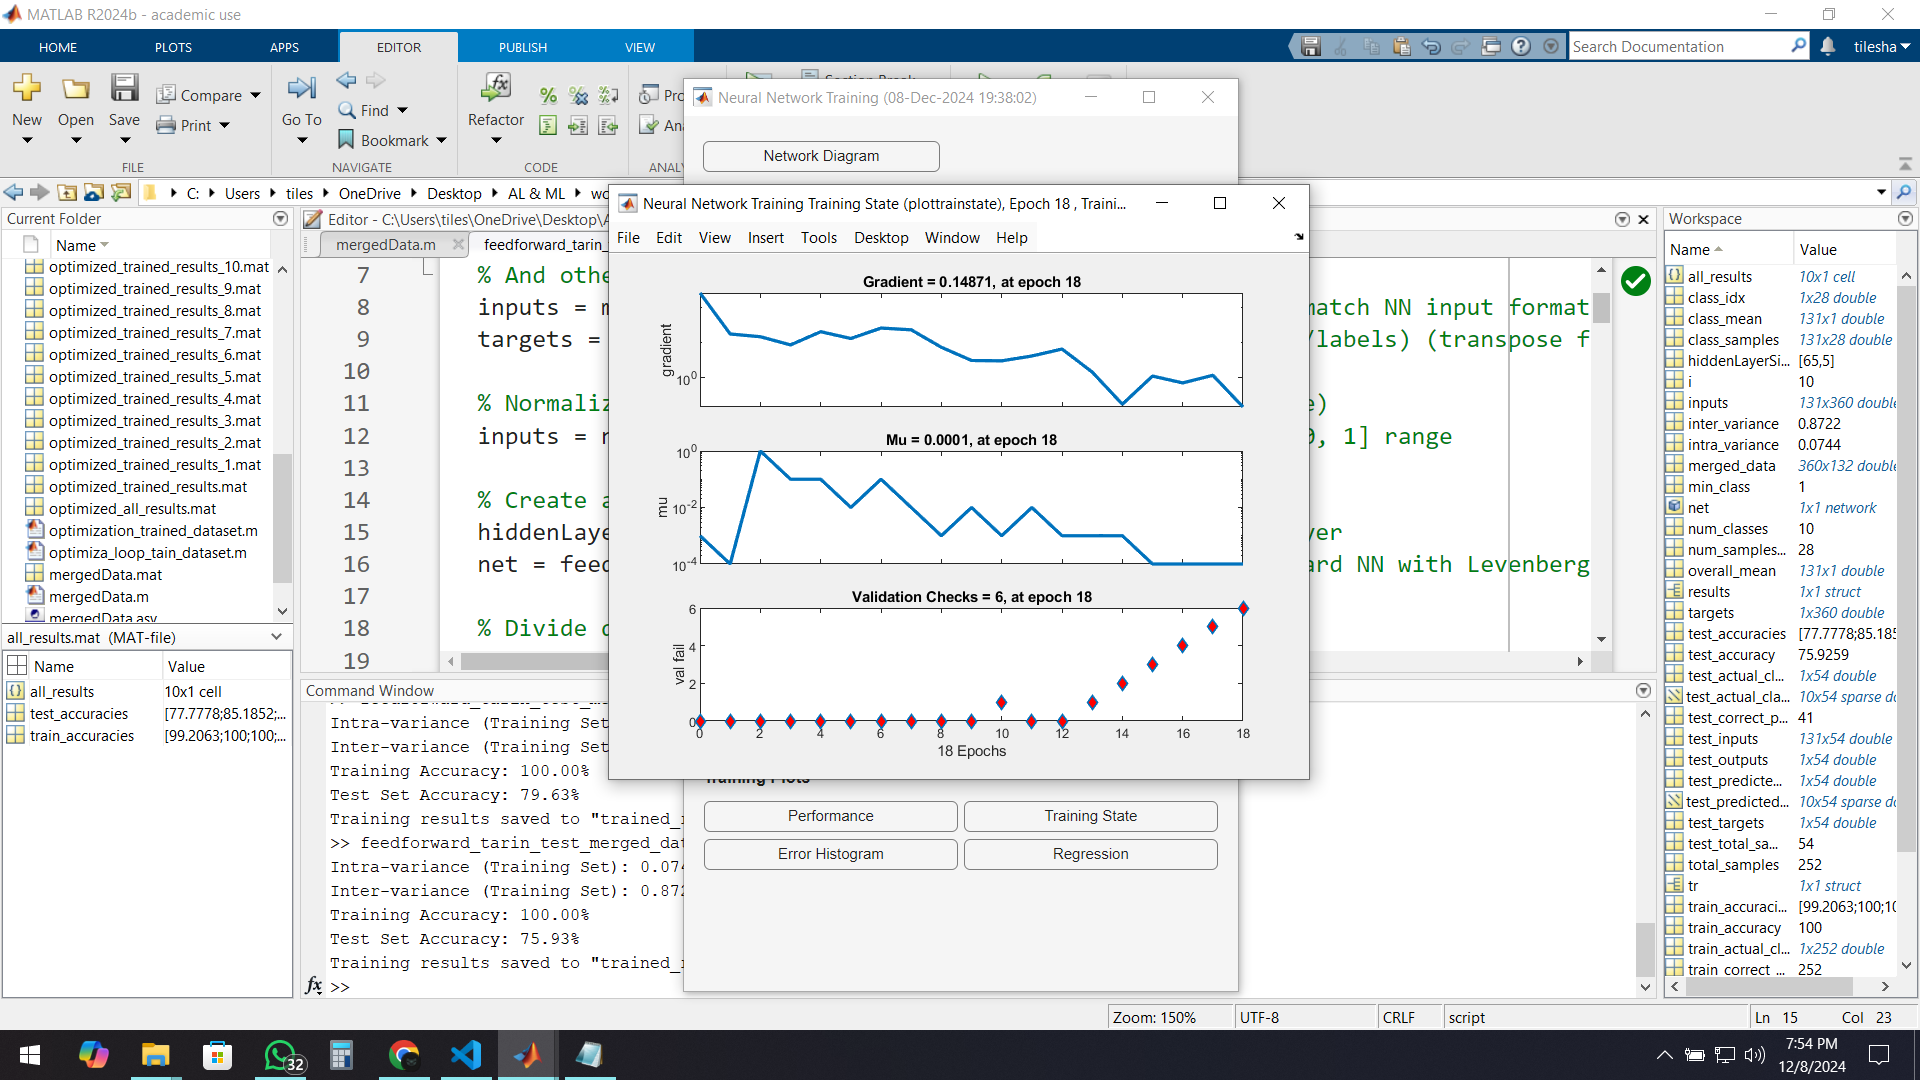 MATLAB R2024b - academic use
HOME PLOTS APPS EDITOR PUBLISH VIEW
Search Documentation
tilesha
New Open Save Compare Print
FILE
Go To Find Bookmark
NAVIGATE
Refactor
CODE
Section Break
Neural Network Training (08-Dec-2024 19:38:02)
Network Diagram
C: Users tiles OneDrive Desktop AL & ML
Current Folder
Name
optimized_trained_results_10.mat
optimized_trained_results_9.mat
optimized_trained_results_8.mat
optimized_trained_results_7.mat
optimized_trained_results_6.mat
optimized_trained_results_5.mat
optimized_trained_results_4.mat
optimized_trained_results_3.mat
optimized_trained_results_2.mat
optimized_trained_results_1.mat
optimized_trained_results.mat
optimized_all_results.mat
optimization_trained_dataset.m
optimiza_loop_tain_dataset.m
mergedData.mat
mergedData.m
mergedData.asv
all_results.mat (MAT-file)
Name Value
all_results 10x1 cell
test_accuracies [77.7778;85.1852;...
train_accuracies [99.2063;100;100;...
Editor - C:\Users\tiles\OneDrive\Desktop\A
mergedData.m feedforward_tarin_
7 % And othe
8 inputs = m match NN input format
9 targets = /labels) (transpose f
10
11 % Normaliz e)
12 inputs = n 0, 1] range
13
14 % Create a
15 hiddenLaye yer
16 net = feed ard NN with Levenberg
17
18 % Divide d
19
Neural Network Training Training State (plottrainstate), Epoch 18 , Traini...
File Edit View Insert Tools Desktop Window Help
Gradient = 0.14871, at epoch 18
gradient
10^0
Mu = 0.0001, at epoch 18
mu
10^0
10^-2
10^-4
Validation Checks = 6, at epoch 18
val fail
6
4
2
0
0 2 4 6 8 10 12 14 16 18
18 Epochs
Training Plots
Performance Training State
Error Histogram Regression
Command Window
Intra-variance (Training Set
Inter-variance (Training Set
Training Accuracy: 100.00%
Test Set Accuracy: 79.63%
Training results saved to "trained_r
>> feedforward_tarin_test_merged_dat
Intra-variance (Training Set): 0.074
Inter-variance (Training Set): 0.872
Training Accuracy: 100.00%
Test Set Accuracy: 75.93%
Training results saved to "trained_r
fx >>
Workspace
Name Value
all_results 10x1 cell
class_idx 1x28 double
class_mean 131x1 double
class_samples 131x28 double
hiddenLayerSi... [65,5]
i 10
inputs 131x360 double
inter_variance 0.8722
intra_variance 0.0744
merged_data 360x132 double
min_class 1
net 1x1 network
num_classes 10
num_samples... 28
overall_mean 131x1 double
results 1x1 struct
targets 1x360 double
test_accuracies [77.7778;85.185
test_accuracy 75.9259
test_actual_cl... 1x54 double
test_actual_cla... 10x54 sparse do
test_correct_p... 41
test_inputs 131x54 double
test_outputs 1x54 double
test_predicte... 1x54 double
test_predicted... 10x54 sparse do
test_targets 1x54 double
test_total_sa... 54
total_samples 252
tr 1x1 struct
train_accuraci... [99.2063;100;10
train_accuracy 100
train_actual_cl... 1x252 double
train_correct_... 252
Zoom: 150% UTF-8 CRLF script Ln 15 Col 23
32
7:54 PM
12/8/2024